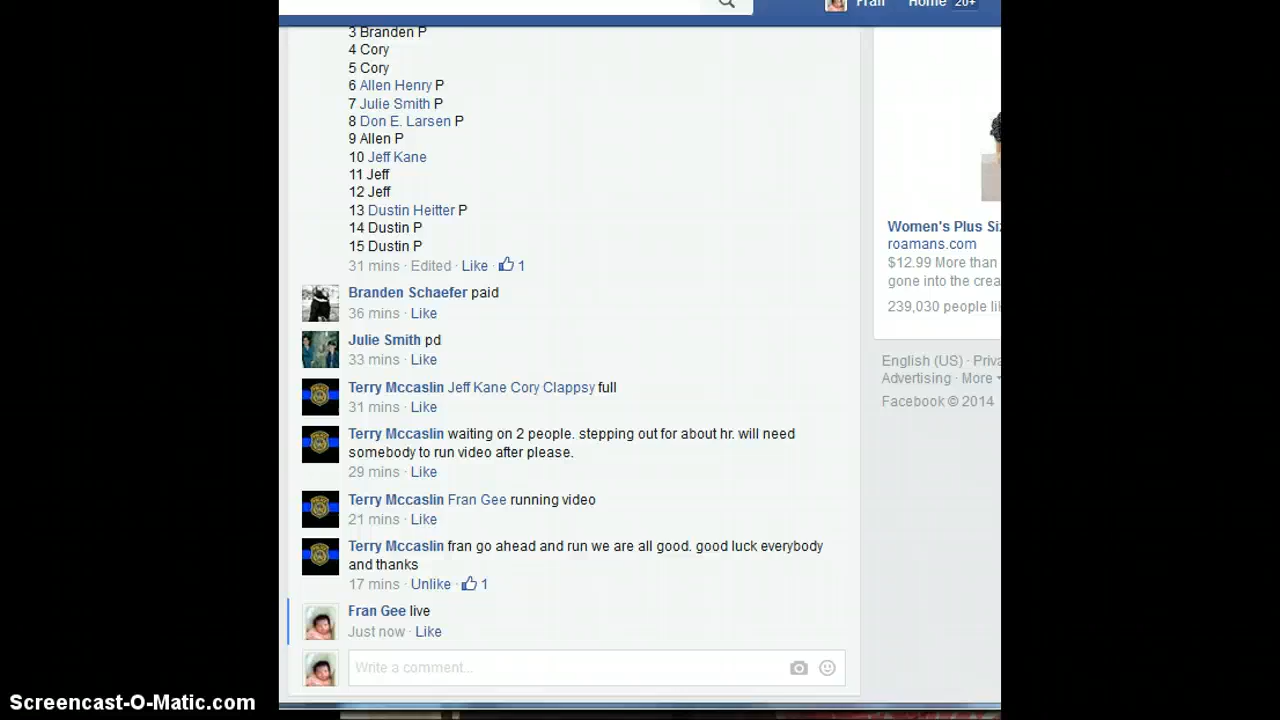 Fran Home 20+
3 Branden P
4 Cory
5 Cory
6 Allen Henry P
7 Julie Smith P
8 Don E. Larsen P
9 Allen P
10 Jeff Kane
11 Jeff
12 Jeff
13 Dustin Heitter P
14 Dustin P
15 Dustin P
31 mins · Edited · Like · 1
Branden Schaefer paid
36 mins · Like
Julie Smith pd
33 mins · Like
Terry Mccaslin Jeff Kane Cory Clappsy full
31 mins · Like
Terry Mccaslin waiting on 2 people. stepping out for about hr. will need
somebody to run video after please.
29 mins · Like
Terry Mccaslin Fran Gee running video
21 mins · Like
Terry Mccaslin fran go ahead and run we are all good. good luck everybody
and thanks
17 mins · Unlike · 1
Fran Gee live
Just now · Like
Write a comment...
Women's Plus Siz
roamans.com
$12.99 More than
gone into the crea
239,030 people li
English (US) · Priva
Advertising · More
Facebook © 2014
Screencast-O-Matic.com